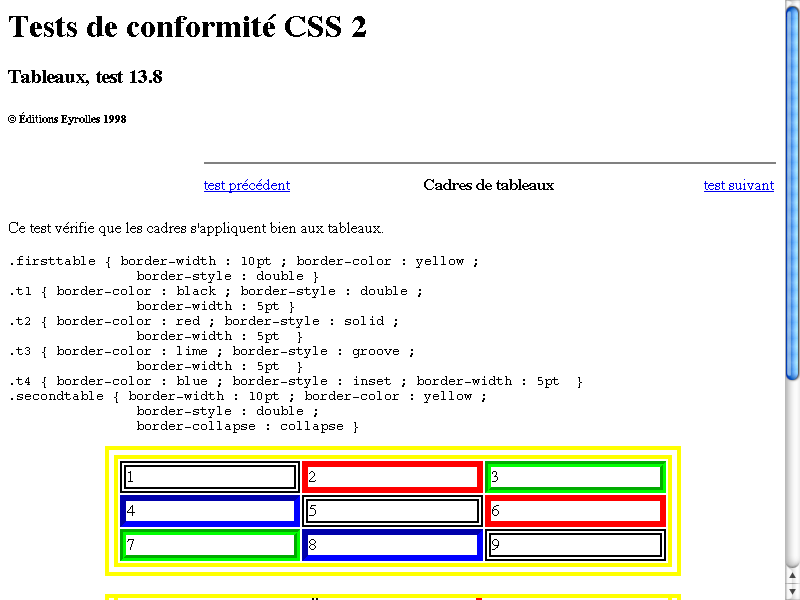 Tests de conformité CSS 2
Tableaux, test 13.8
© Éditions Eyrolles 1998
test précédent Cadres de tableaux test suivant
Ce test vérifie que les cadres s'appliquent bien aux tableaux.
.firsttable { border-width : 10pt ; border-color : yellow ;
border-style : double }
.t1 { border-color : black ; border-style : double ;
border-width : 5pt }
.t2 { border-color : red ; border-style : solid ;
border-width : 5pt }
.t3 { border-color : lime ; border-style : groove ;
border-width : 5pt }
.t4 { border-color : blue ; border-style : inset ; border-width : 5pt }
.secondtable { border-width : 10pt ; border-color : yellow ;
border-style : double ;
border-collapse : collapse }
1 2 3
4 5 6
7 8 9